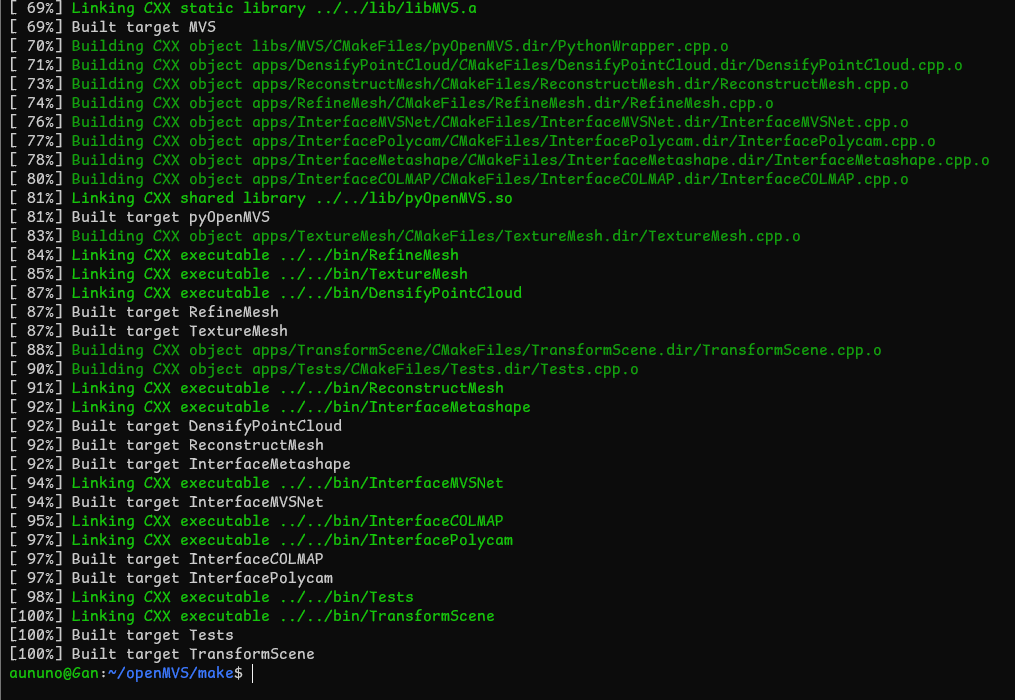 [ 69%] Linking CXX static library ../../lib/libMVS.a
[ 69%] Built target MVS
[ 70%] Building CXX object libs/MVS/CMakeFiles/pyOpenMVS.dir/PythonWrapper.cpp.o
[ 71%] Building CXX object apps/DensifyPointCloud/CMakeFiles/DensifyPointCloud.dir/DensifyPointCloud.cpp.o
[ 73%] Building CXX object apps/ReconstructMesh/CMakeFiles/ReconstructMesh.dir/ReconstructMesh.cpp.o
[ 74%] Building CXX object apps/RefineMesh/CMakeFiles/RefineMesh.dir/RefineMesh.cpp.o
[ 76%] Building CXX object apps/InterfaceMVSNet/CMakeFiles/InterfaceMVSNet.dir/InterfaceMVSNet.cpp.o
[ 77%] Building CXX object apps/InterfacePolycam/CMakeFiles/InterfacePolycam.dir/InterfacePolycam.cpp.o
[ 78%] Building CXX object apps/InterfaceMetashape/CMakeFiles/InterfaceMetashape.dir/InterfaceMetashape.cpp.o
[ 80%] Building CXX object apps/InterfaceCOLMAP/CMakeFiles/InterfaceCOLMAP.dir/InterfaceCOLMAP.cpp.o
[ 81%] Linking CXX shared library ../../lib/pyOpenMVS.so
[ 81%] Built target pyOpenMVS
[ 83%] Building CXX object apps/TextureMesh/CMakeFiles/TextureMesh.dir/TextureMesh.cpp.o
[ 84%] Linking CXX executable ../../bin/RefineMesh
[ 85%] Linking CXX executable ../../bin/TextureMesh
[ 87%] Linking CXX executable ../../bin/DensifyPointCloud
[ 87%] Built target RefineMesh
[ 87%] Built target TextureMesh
[ 88%] Building CXX object apps/TransformScene/CMakeFiles/TransformScene.dir/TransformScene.cpp.o
[ 90%] Building CXX object apps/Tests/CMakeFiles/Tests.dir/Tests.cpp.o
[ 91%] Linking CXX executable ../../bin/ReconstructMesh
[ 92%] Linking CXX executable ../../bin/InterfaceMetashape
[ 92%] Built target DensifyPointCloud
[ 92%] Built target ReconstructMesh
[ 92%] Built target InterfaceMetashape
[ 94%] Linking CXX executable ../../bin/InterfaceMVSNet
[ 94%] Built target InterfaceMVSNet
[ 95%] Linking CXX executable ../../bin/InterfaceCOLMAP
[ 97%] Linking CXX executable ../../bin/InterfacePolycam
[ 97%] Built target InterfaceCOLMAP
[ 97%] Built target InterfacePolycam
[ 98%] Linking CXX executable ../../bin/Tests
[100%] Linking CXX executable ../../bin/TransformScene
[100%] Built target Tests
[100%] Built target TransformScene
aununo@Gan:~/openMVS/make$